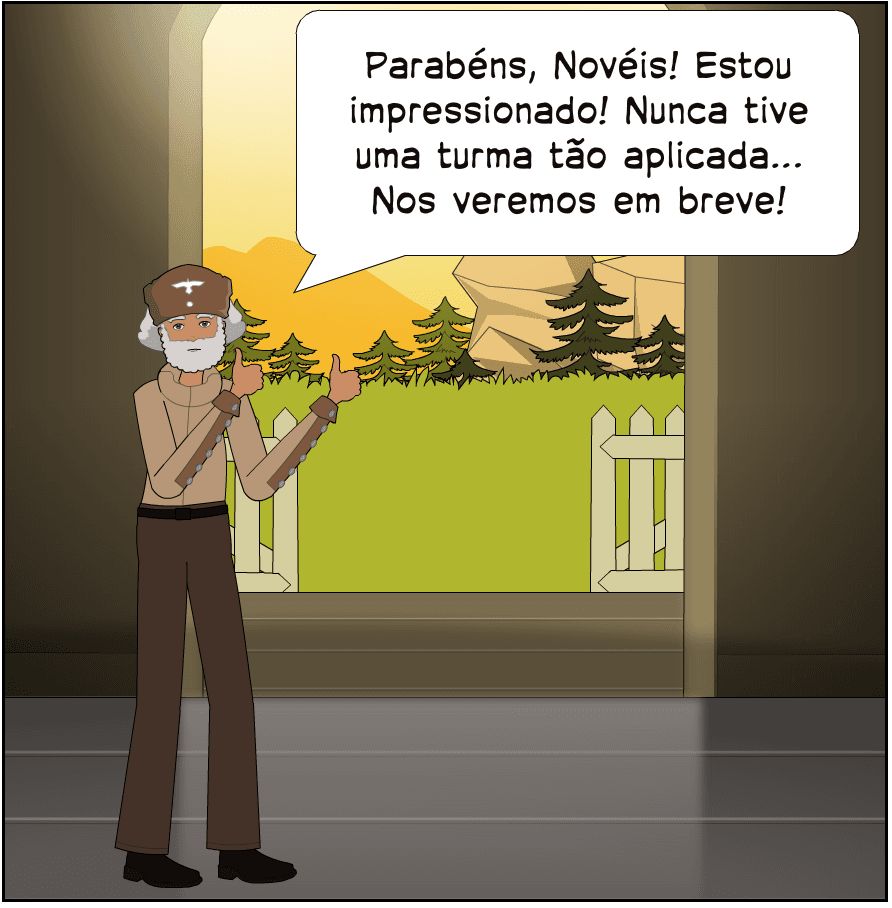 Parabéns, Novéis! Estou
impressionado! Nunca tive
uma turma tão aplicada...
Nos veremos em breve!